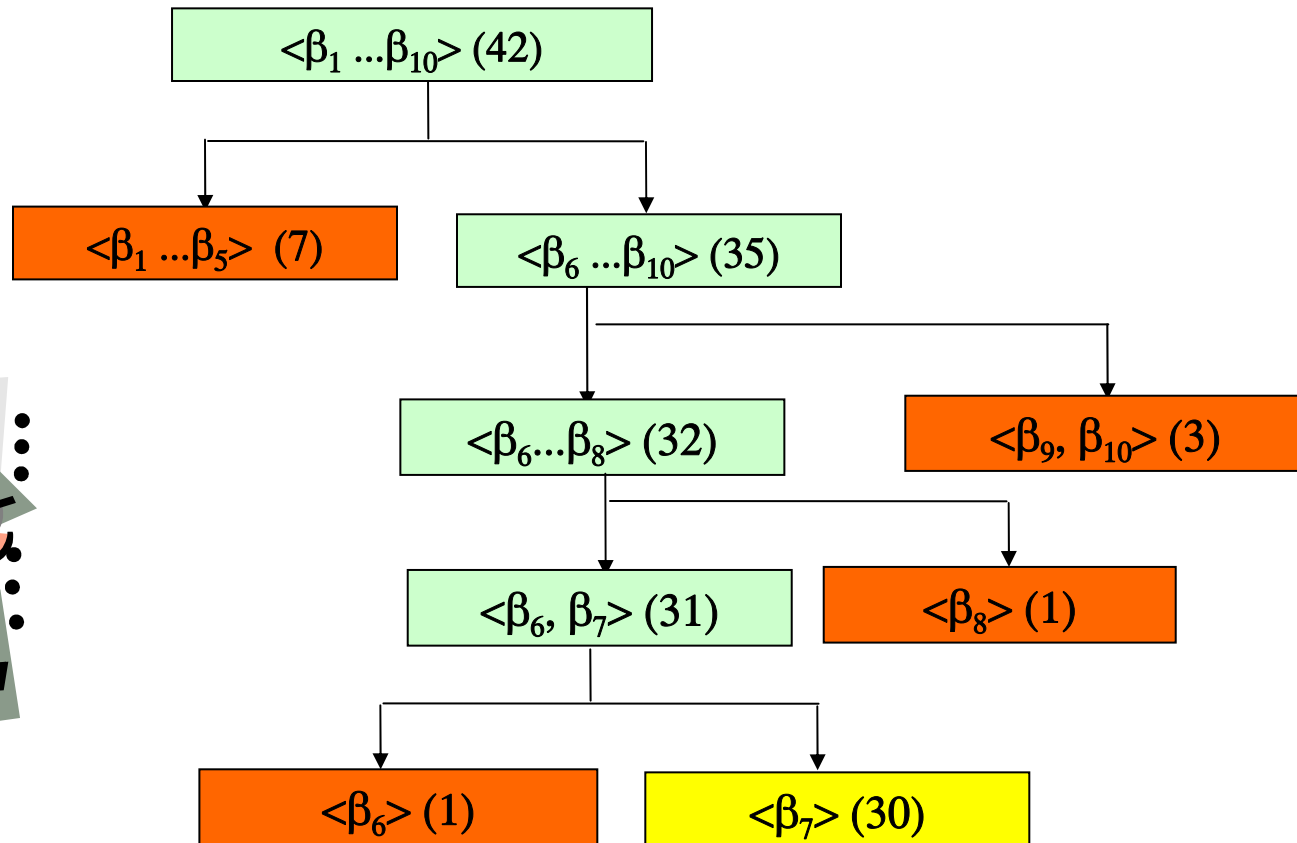 <β₁ ...β₁₀> (42)
<β₁ ...β₅> (7)
<β₆ ...β₁₀> (35)
<β₆...β₈> (32)
<β₉, β₁₀> (3)
<β₆, β₇> (31)
<β₈> (1)
<β₆> (1)
<β₇> (30)